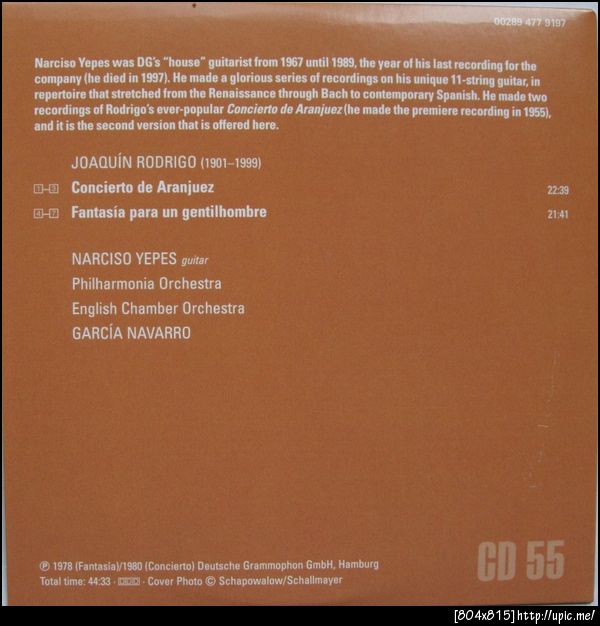 00289 477 9197
Narciso Yepes was DG's "house" guitarist from 1967 until 1989, the year of his last recording for the
company (he died in 1997). He made a glorious series of recordings on his unique 11-string guitar, in
repertoire that stretched from the Renaissance through Bach to contemporary Spanish. He made two
recordings of Rodrigo's ever-popular Concierto de Aranjuez (he made the premiere recording in 1955),
and it is the second version that is offered here.
JOAQUÍN RODRIGO (1901–1999)
1–3 Concierto de Aranjuez 22:39
4–7 Fantasía para un gentilhombre 21:41
NARCISO YEPES guitar
Philharmonia Orchestra
English Chamber Orchestra
GARCÍA NAVARRO
℗ 1978 (Fantasía)/1980 (Concierto) Deutsche Grammophon GmbH, Hamburg
Total time: 44:33 · DDD · Cover Photo © Schapowalow/Schallmayer
CD 55
[804x815]http://upic.me/